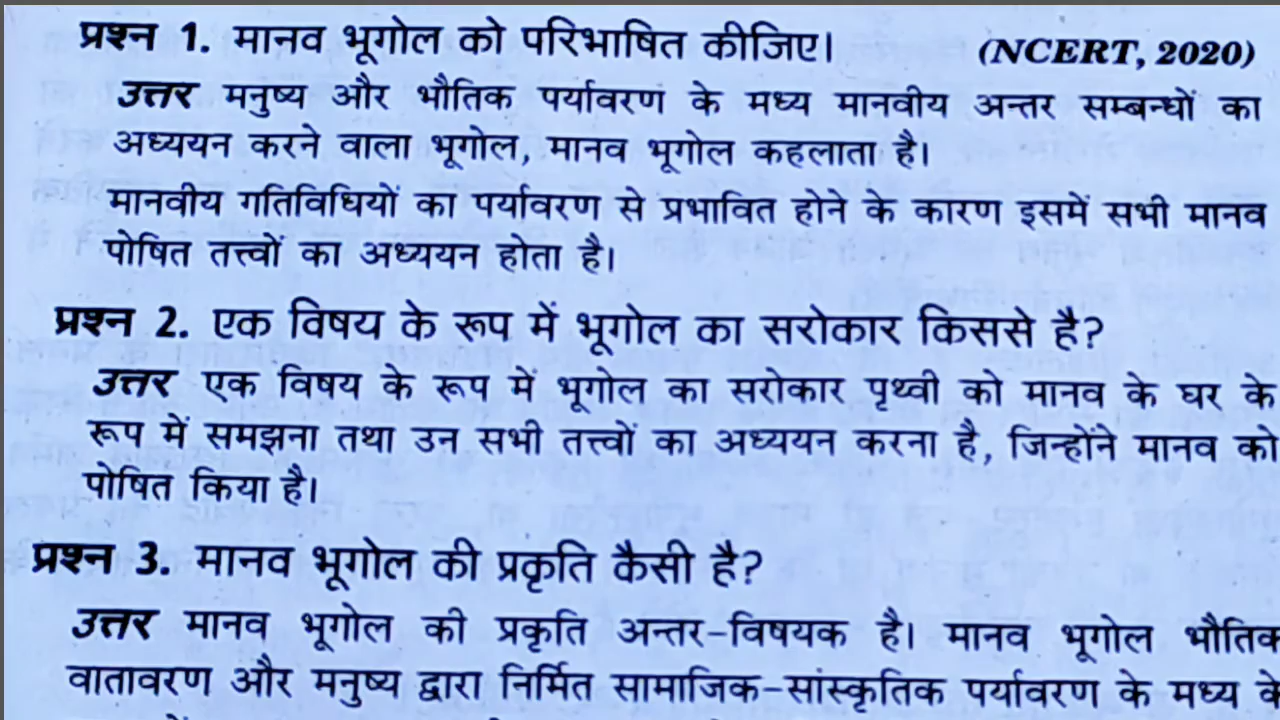 प्रश्न 1. मानव भूगोल को परिभाषित कीजिए। (NCERT, 2020)
उत्तर मनुष्य और भौतिक पर्यावरण के मध्य मानवीय अन्तर सम्बन्धों का
अध्ययन करने वाला भूगोल, मानव भूगोल कहलाता है।
मानवीय गतिविधियों का पर्यावरण से प्रभावित होने के कारण इसमें सभी मानव
पोषित तत्त्वों का अध्ययन होता है।
प्रश्न 2. एक विषय के रूप में भूगोल का सरोकार किससे है?
उत्तर एक विषय के रूप में भूगोल का सरोकार पृथ्वी को मानव के घर के
रूप में समझना तथा उन सभी तत्त्वों का अध्ययन करना है, जिन्होंने मानव को
पोषित किया है।
प्रश्न 3. मानव भूगोल की प्रकृति कैसी है?
उत्तर मानव भूगोल की प्रकृति अन्तर-विषयक है। मानव भूगोल भौतिक
वातावरण और मनुष्य द्वारा निर्मित सामाजिक-सांस्कृतिक पर्यावरण के मध्य के